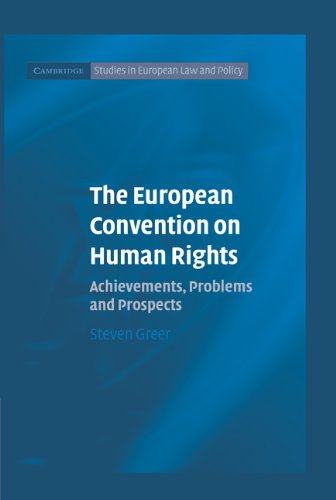 CAMBRIDGE Studies in European Law and Policy
The European
Convention on
Human Rights
Achievements, Problems
and Prospects
Steven Greer